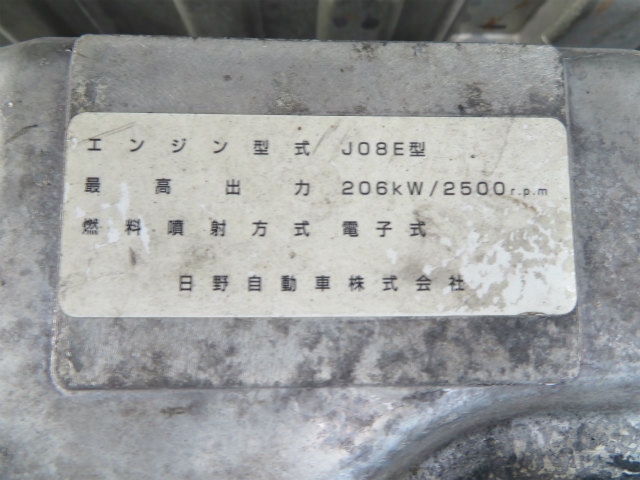 エンジン型式 J08E型
最高出力 206kW/2500r.p.m
燃料噴射方式 電子式
日野自動車株式会社